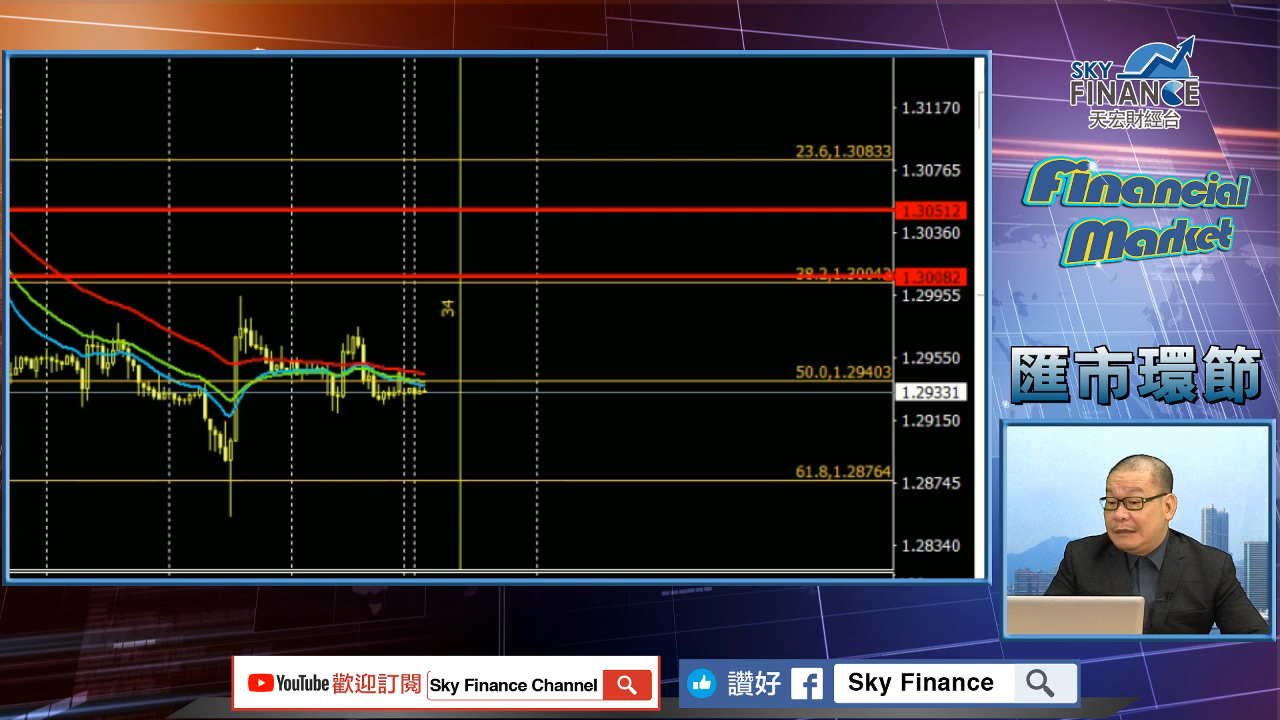 1.31170
23.6,1.30833
1.30765
1.30512
1.30360
38.2,1.30043
1.30082
1.29955
34
1.29550
50.0,1.29403
1.29331
1.29150
61.8,1.28764
1.28745
1.28340
SKY
FINANCE
天宏財經台
Financial
Market
匯市環節
YouTube 歡迎訂閱 Sky Finance Channel
讚好 Sky Finance